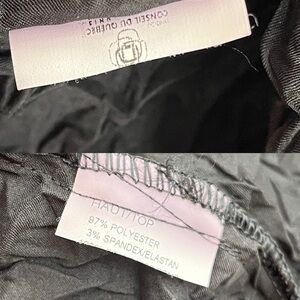 CONSEIL DU QUÉBEC
HAUT/TOP
97% POLYESTER
3% SPANDEX/ELASTAN